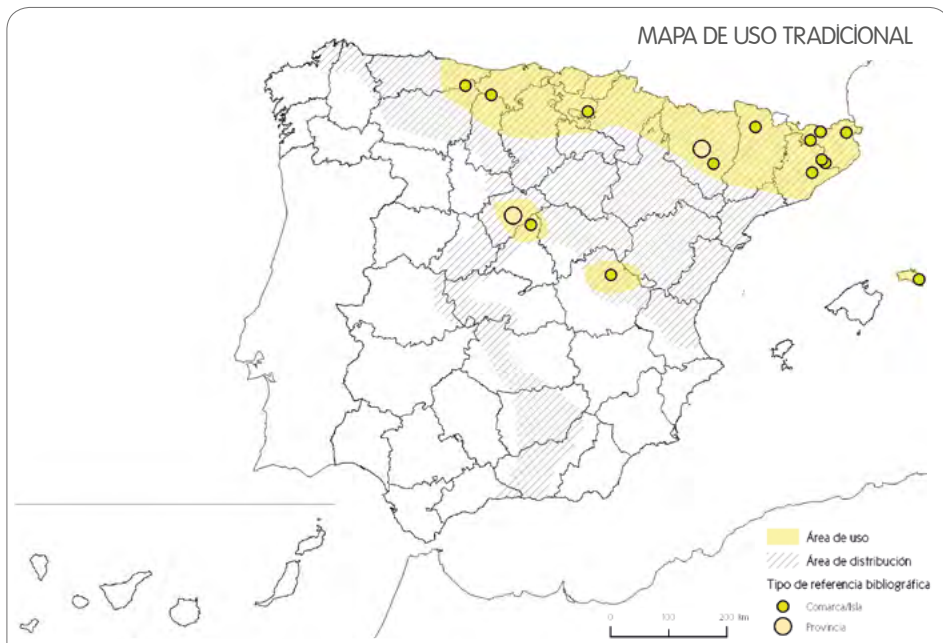 MAPA DE USO TRADICIONAL
Área de uso
Área de distribución
Tipo de referencia bibliográfica
Comarca/Isla
Provincia
0 100 200 km